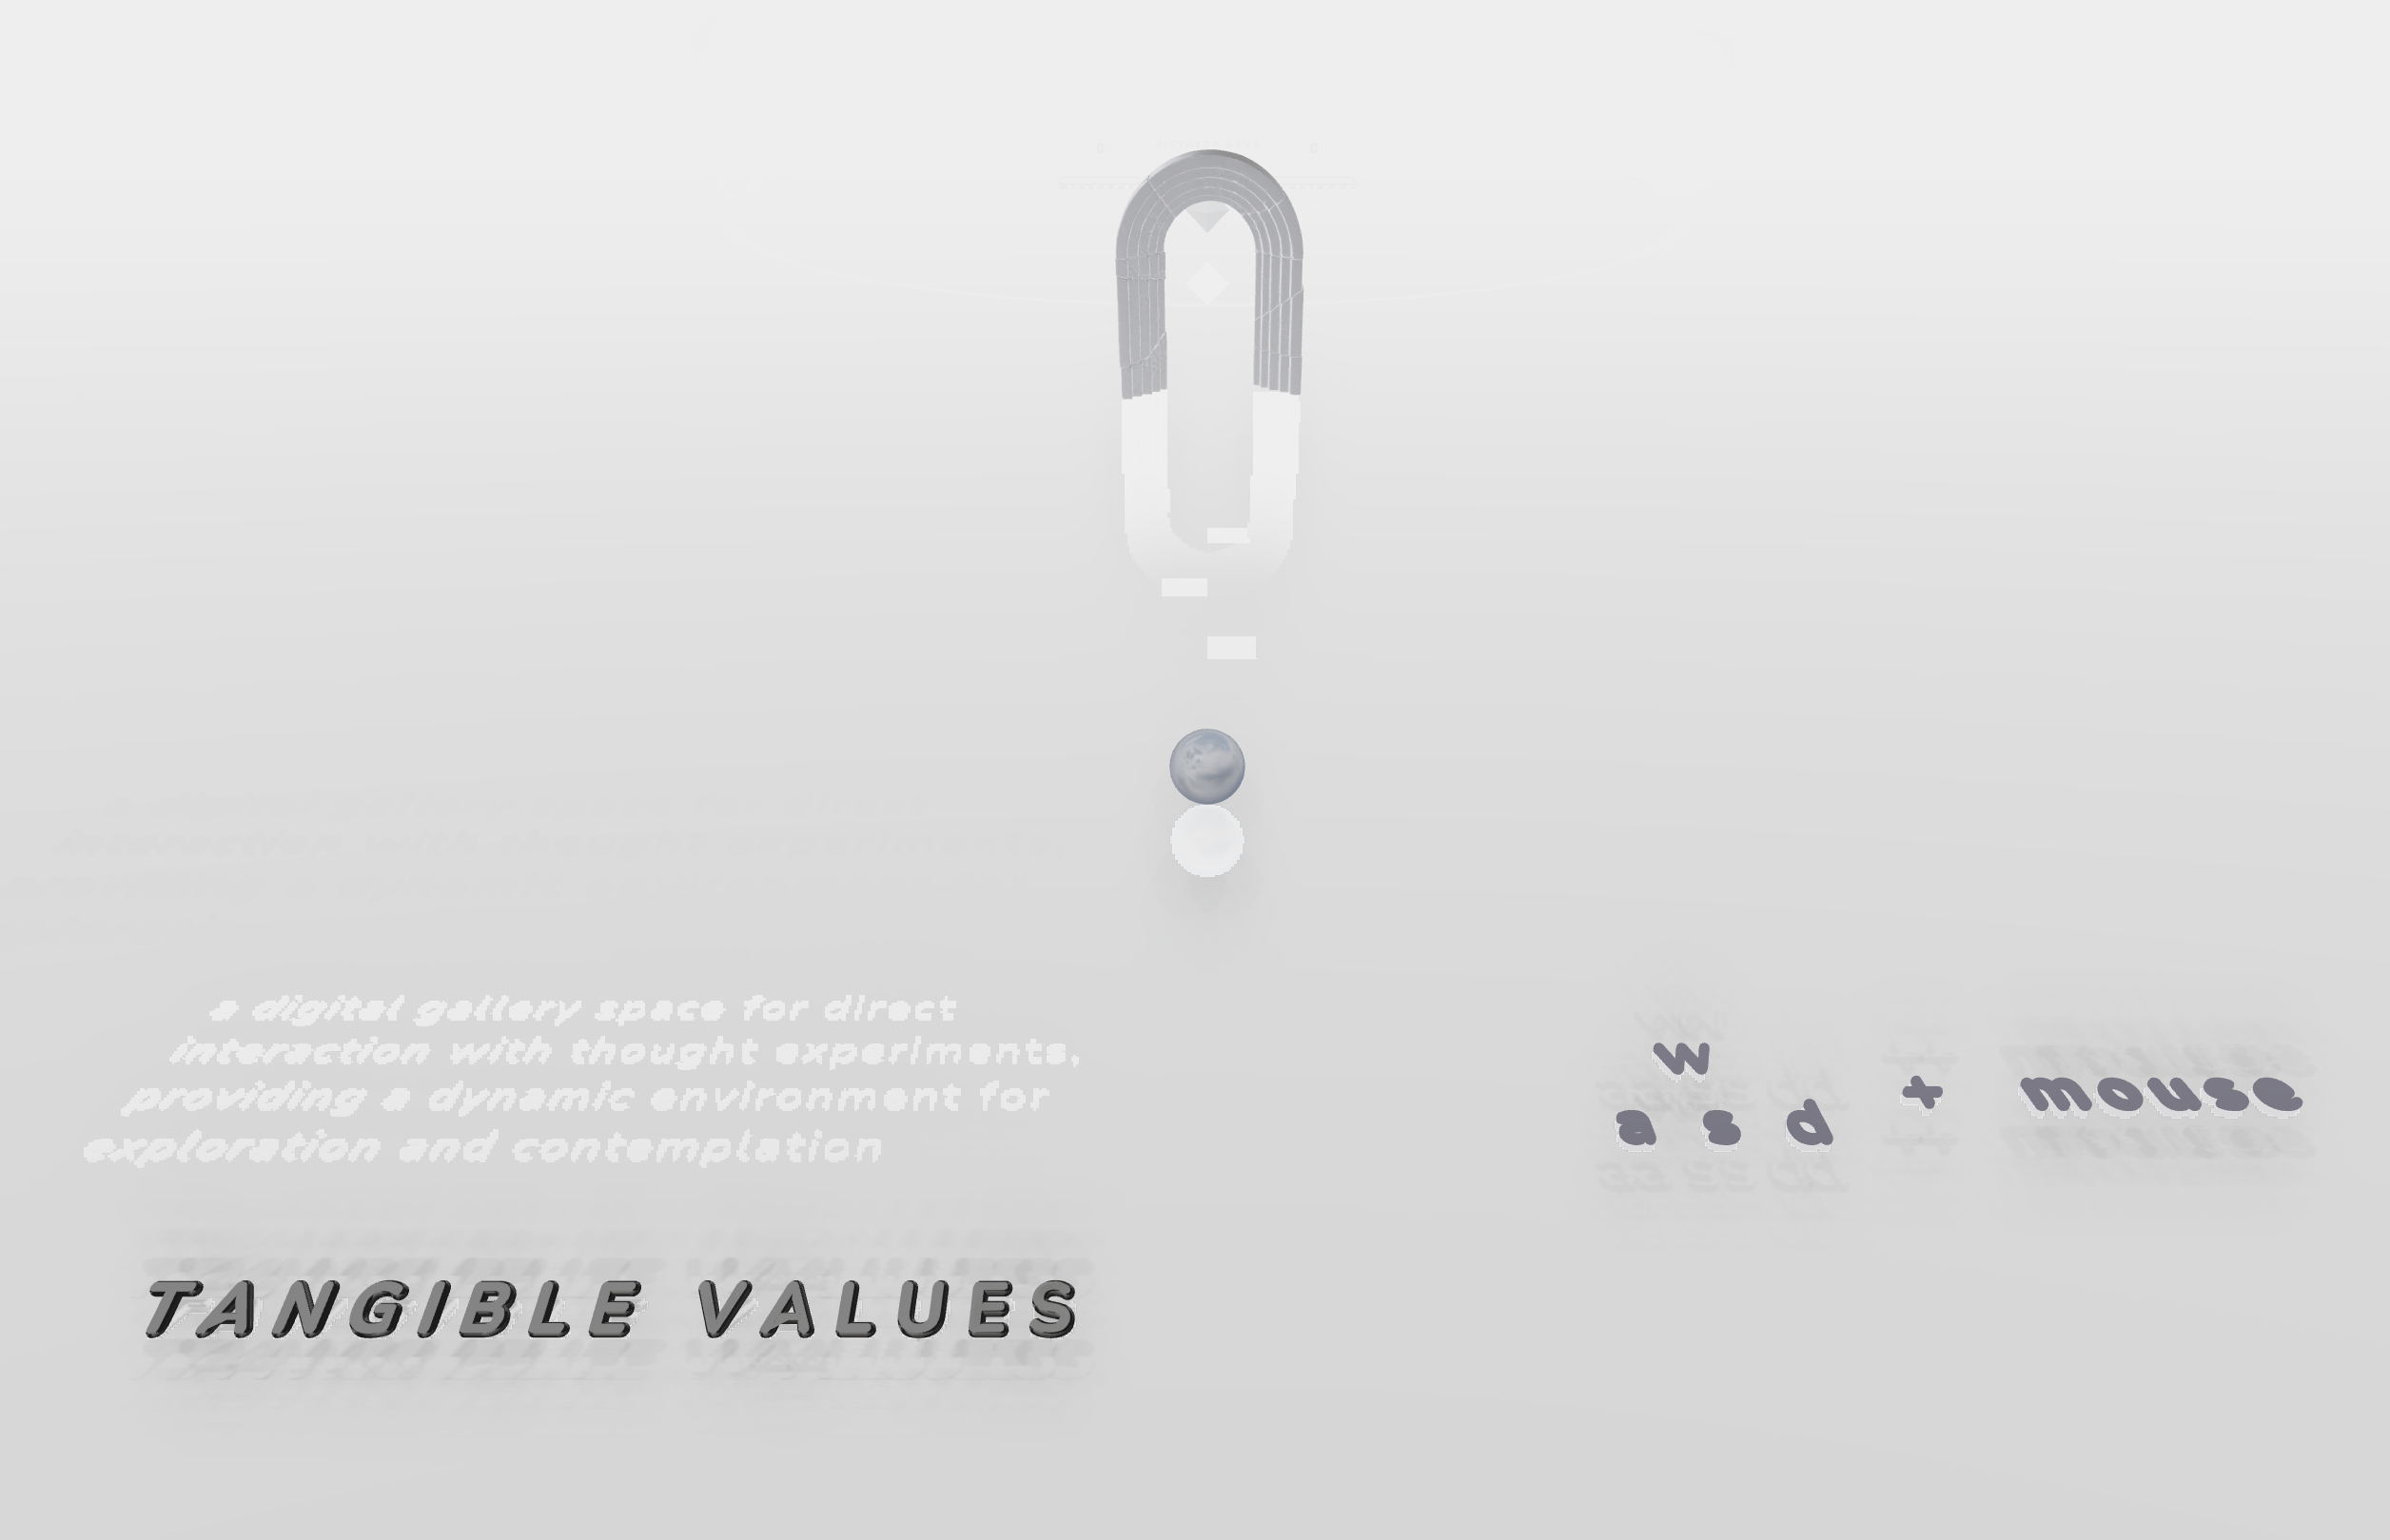 a digital gallery space for direct
interaction with thought experiments,
providing a dynamic environment for
exploration and contemplation
w
a s d + mouse
TANGIBLE VALUES